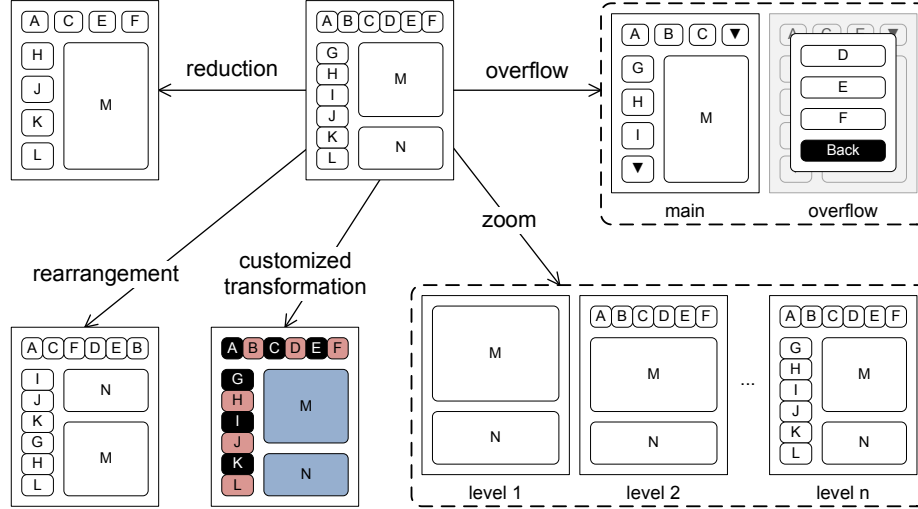 A C E F
H
J
K
L
M
reduction
A B C D E F
G
H
I
J
K
L
M
N
overflow
A B C ▼
G
H
I
▼
M
main
A C E ▼
D
E
F
Back
overflow
rearrangement
A C F D E B
I
J
K
G
H
L
N
M
customized
transformation
A B C D E F
G
H
I
J
K
L
M
N
zoom
M
N
level 1
A B C D E F
M
N
level 2
...
A B C D E F
G
H
I
J
K
L
M
N
level n